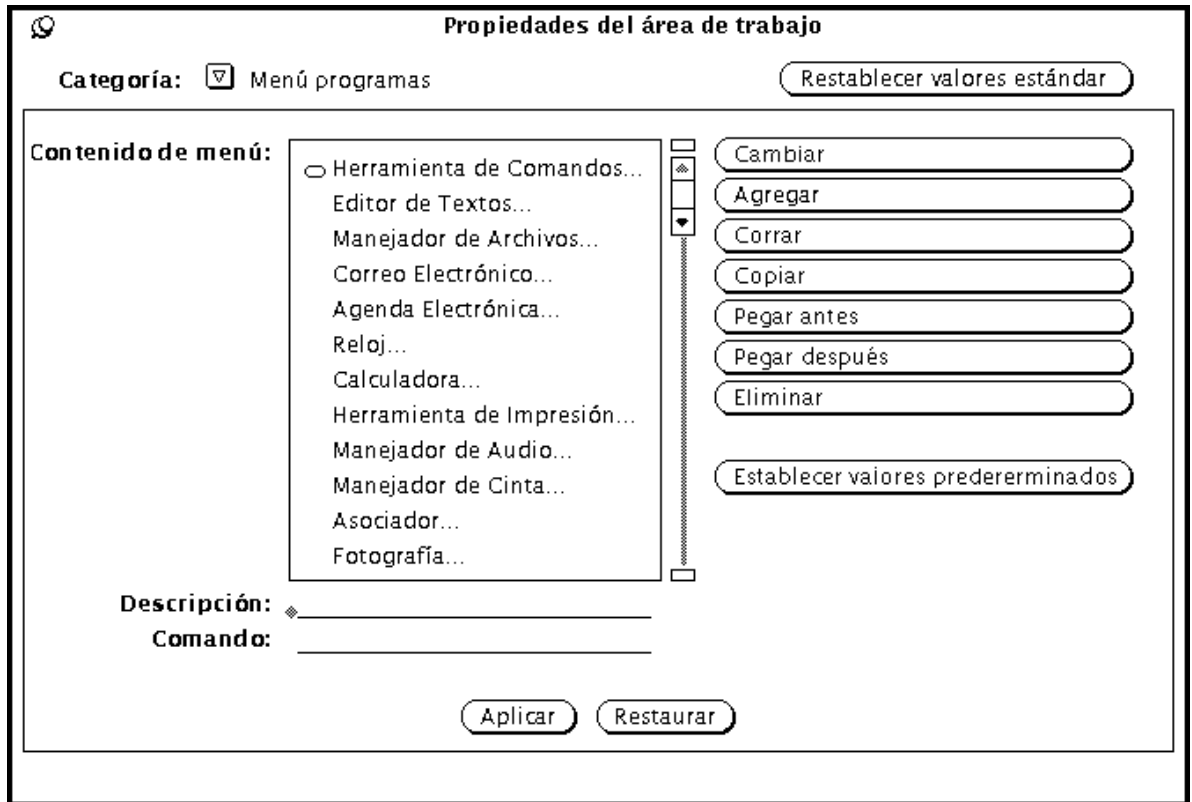 Propiedades del área de trabajo
Categoría: Menú programas
Restablecer valores estándar
Contenido de menú:
Herramienta de Comandos...
Editor de Textos...
Manejador de Archivos...
Correo Electrónico...
Agenda Electrónica...
Reloj...
Calculadora...
Herramienta de Impresión...
Manejador de Audio...
Manejador de Cinta...
Asociador...
Fotografía...
Cambiar
Agregar
Corrar
Copiar
Pegar antes
Pegar después
Eliminar
Establecer vaiores predererminados
Descripción:
Comando:
Aplicar
Restaurar